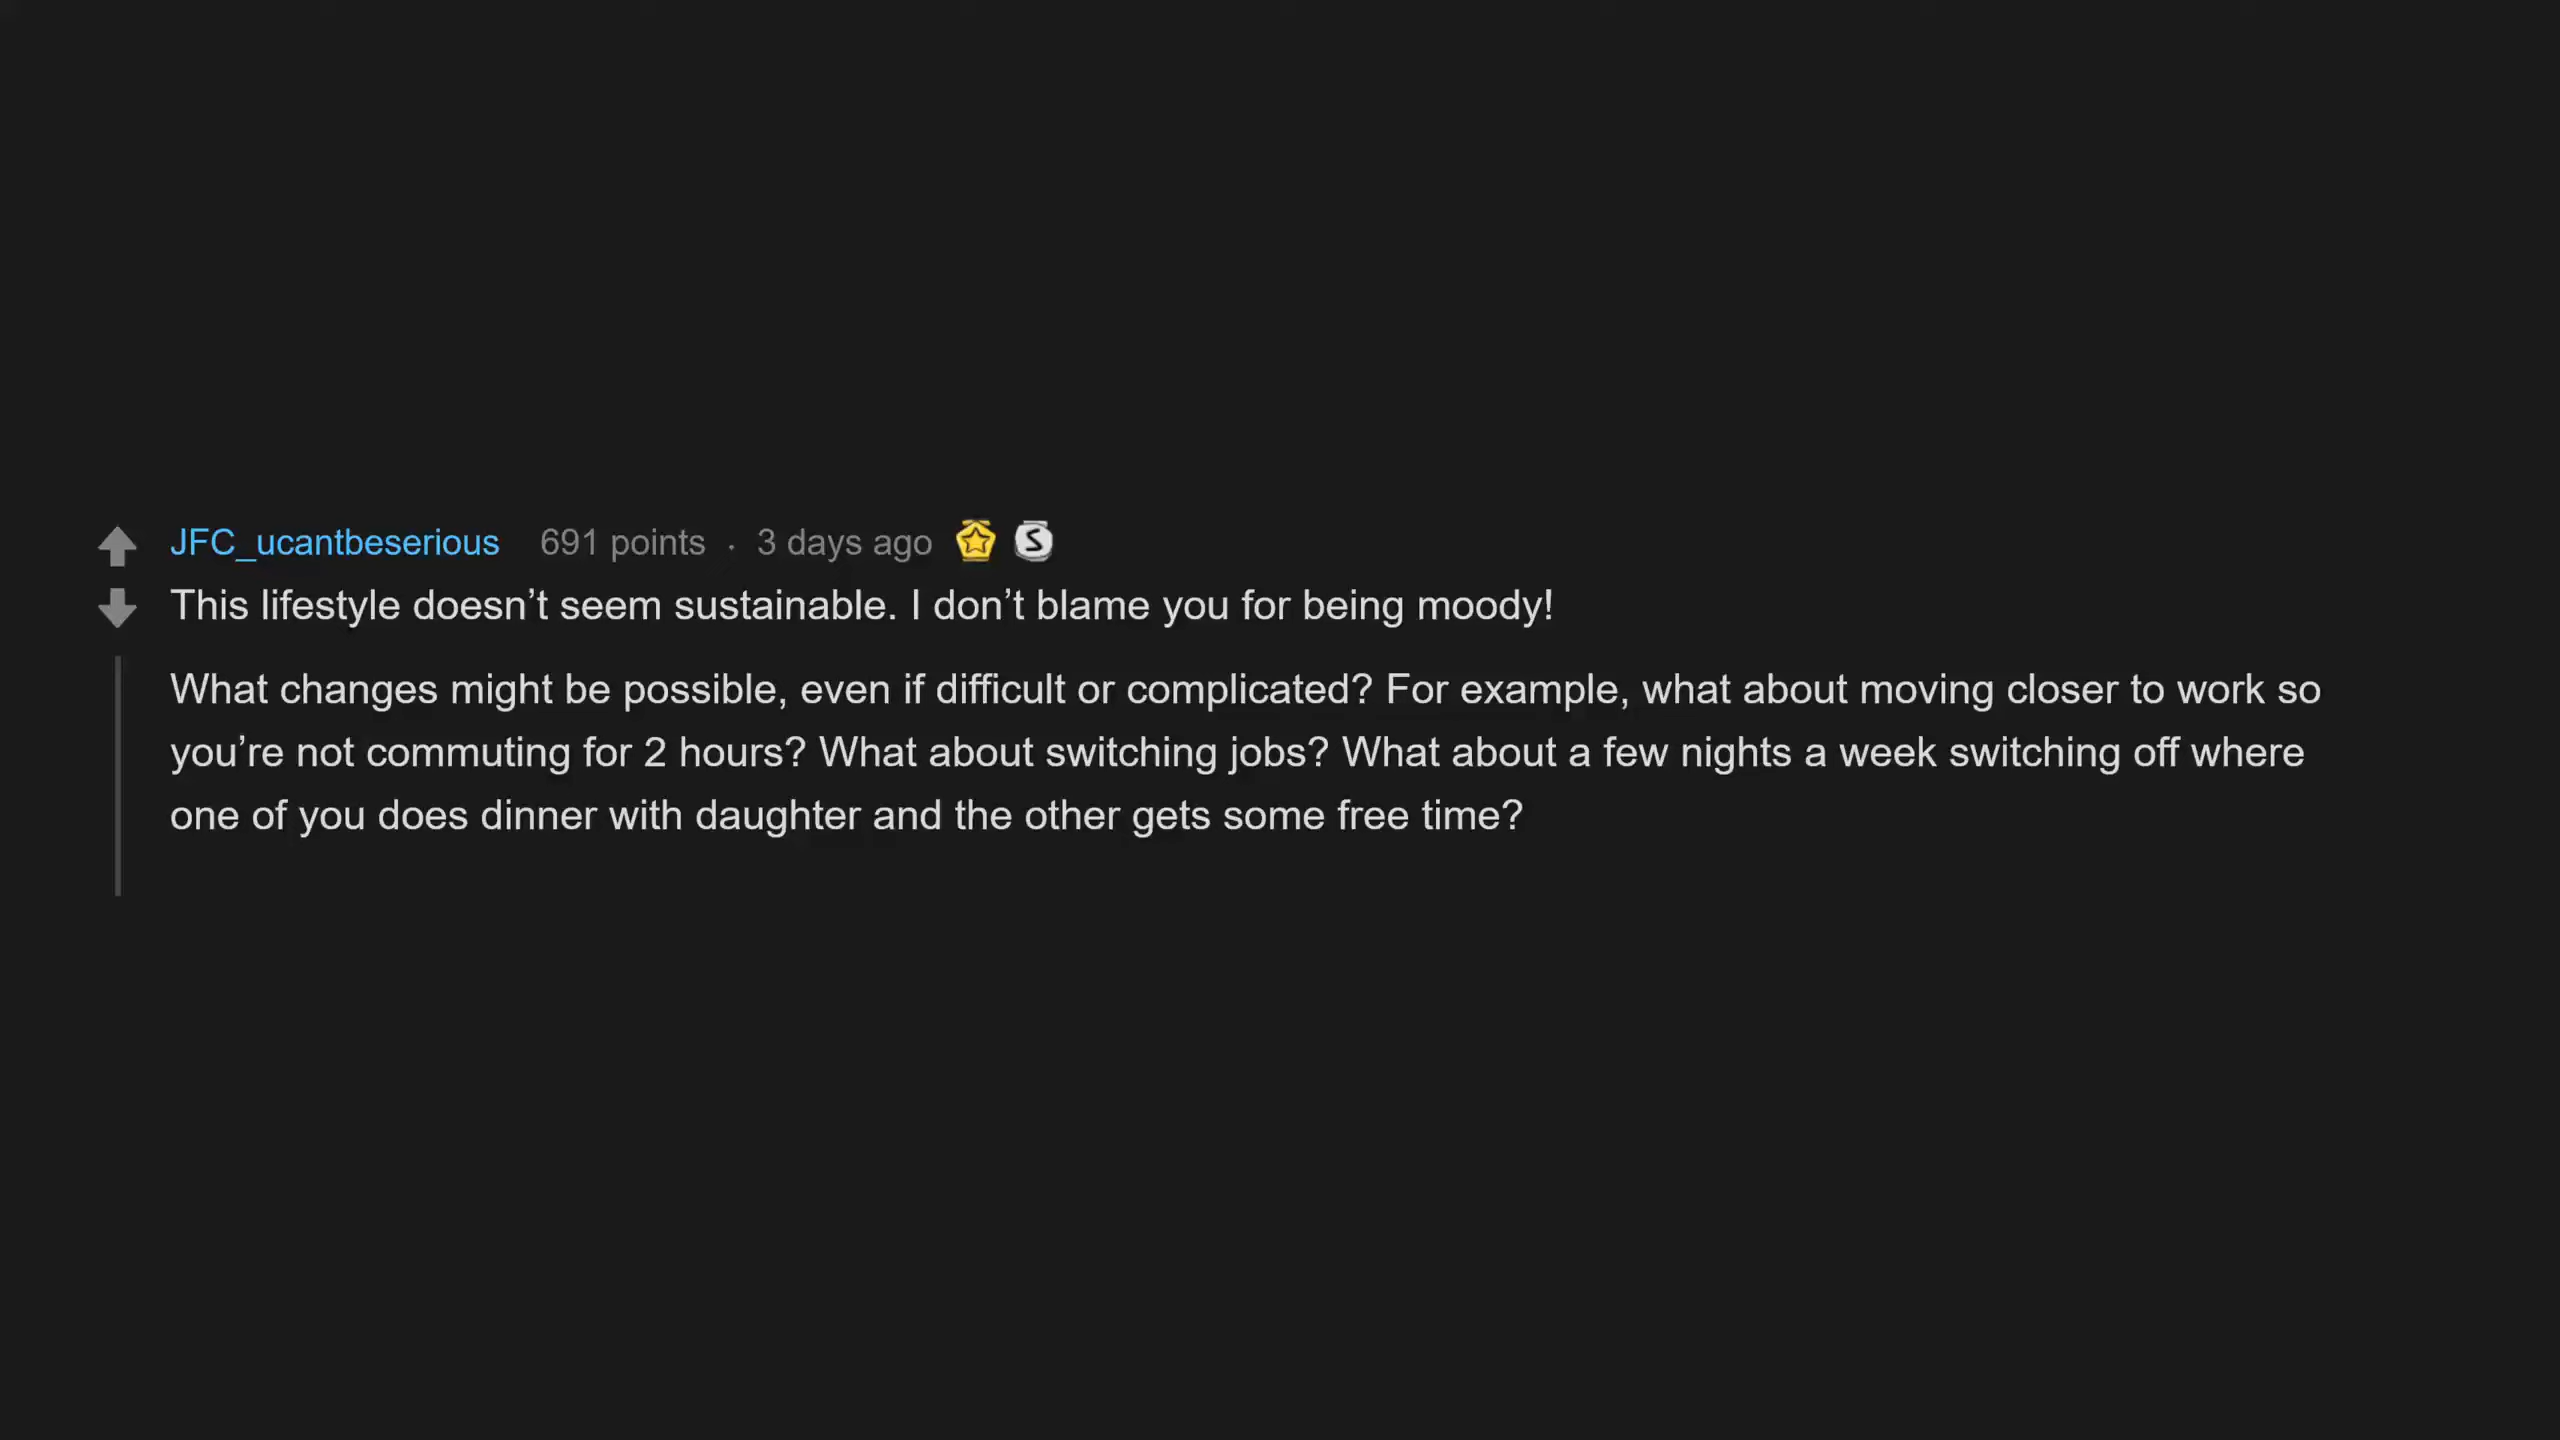 JFC_ucantbeserious 691 points · 3 days ago S
This lifestyle doesn’t seem sustainable. I don’t blame you for being moody!
What changes might be possible, even if difficult or complicated? For example, what about moving closer to work so
you’re not commuting for 2 hours? What about switching jobs? What about a few nights a week switching off where
one of you does dinner with daughter and the other gets some free time?